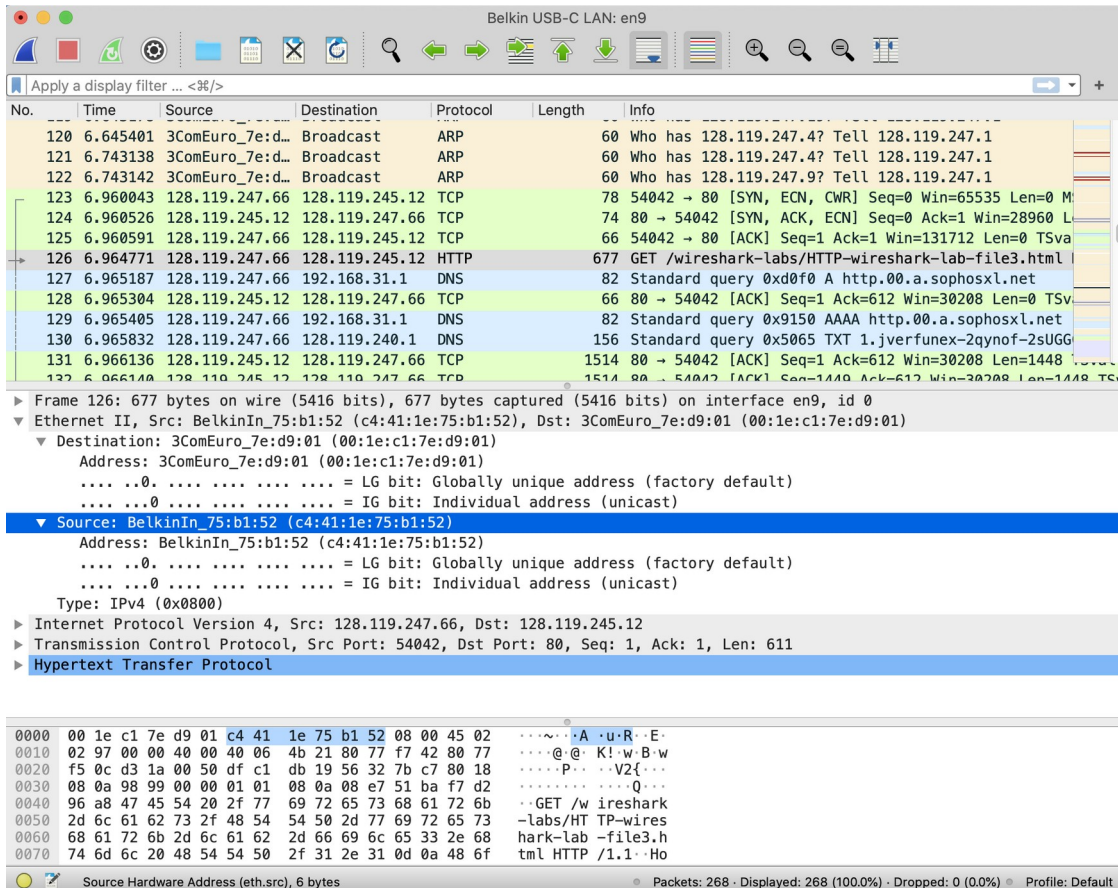 Belkin USB-C LAN: en9
Apply a display filter ... <⌘/>
No. Time Source Destination Protocol Length Info
120 6.645401 3ComEuro_7e:d… Broadcast ARP 60 Who has 128.119.247.4? Tell 128.119.247.1
121 6.743138 3ComEuro_7e:d… Broadcast ARP 60 Who has 128.119.247.4? Tell 128.119.247.1
122 6.743142 3ComEuro_7e:d… Broadcast ARP 60 Who has 128.119.247.9? Tell 128.119.247.1
123 6.960043 128.119.247.66 128.119.245.12 TCP 78 54042 → 80 [SYN, ECN, CWR] Seq=0 Win=65535 Len=0 M
124 6.960526 128.119.245.12 128.119.247.66 TCP 74 80 → 54042 [SYN, ACK, ECN] Seq=0 Ack=1 Win=28960 L
125 6.960591 128.119.247.66 128.119.245.12 TCP 66 54042 → 80 [ACK] Seq=1 Ack=1 Win=131712 Len=0 TSva
126 6.964771 128.119.247.66 128.119.245.12 HTTP 677 GET /wireshark-labs/HTTP-wireshark-lab-file3.html
127 6.965187 128.119.247.66 192.168.31.1 DNS 82 Standard query 0xd0f0 A http.00.a.sophosxl.net
128 6.965304 128.119.245.12 128.119.247.66 TCP 66 80 → 54042 [ACK] Seq=1 Ack=612 Win=30208 Len=0 TSv
129 6.965405 128.119.247.66 192.168.31.1 DNS 82 Standard query 0x9150 AAAA http.00.a.sophosxl.net
130 6.965832 128.119.247.66 128.119.240.1 DNS 156 Standard query 0x5065 TXT 1.jverfunex-2qynof-2sUGG
131 6.966136 128.119.245.12 128.119.247.66 TCP 1514 80 → 54042 [ACK] Seq=1 Ack=612 Win=30208 Len=1448
132 6.966140 128.119.245.12 128.119.247.66 TCP 1514 80 → 54042 [ACK] Seq=1449 Ack=612 Win=30208 Len=1448 TS
Frame 126: 677 bytes on wire (5416 bits), 677 bytes captured (5416 bits) on interface en9, id 0
Ethernet II, Src: BelkinIn_75:b1:52 (c4:41:1e:75:b1:52), Dst: 3ComEuro_7e:d9:01 (00:1e:c1:7e:d9:01)
Destination: 3ComEuro_7e:d9:01 (00:1e:c1:7e:d9:01)
Address: 3ComEuro_7e:d9:01 (00:1e:c1:7e:d9:01)
.... ..0. .... .... .... .... = LG bit: Globally unique address (factory default)
.... ...0 .... .... .... .... = IG bit: Individual address (unicast)
Source: BelkinIn_75:b1:52 (c4:41:1e:75:b1:52)
Address: BelkinIn_75:b1:52 (c4:41:1e:75:b1:52)
.... ..0. .... .... .... .... = LG bit: Globally unique address (factory default)
.... ...0 .... .... .... .... = IG bit: Individual address (unicast)
Type: IPv4 (0x0800)
Internet Protocol Version 4, Src: 128.119.247.66, Dst: 128.119.245.12
Transmission Control Protocol, Src Port: 54042, Dst Port: 80, Seq: 1, Ack: 1, Len: 611
Hypertext Transfer Protocol
0000 00 1e c1 7e d9 01 c4 41 1e 75 b1 52 08 00 45 02 ···~···A ·u·R··E·
0010 02 97 00 00 40 00 40 06 4b 21 80 77 f7 42 80 77 ····@·@· K!·w·B·w
0020 f5 0c d3 1a 00 50 df c1 db 19 56 32 7b c7 80 18 ·····P·· ··V2{···
0030 08 0a 98 99 00 00 01 01 08 0a 08 e7 51 ba f7 d2 ········ ····Q···
0040 96 a8 47 45 54 20 2f 77 69 72 65 73 68 61 72 6b ··GET /w ireshark
0050 2d 6c 61 62 73 2f 48 54 54 50 2d 77 69 72 65 73 -labs/HT TP-wires
0060 68 61 72 6b 2d 6c 61 62 2d 66 69 6c 65 33 2e 68 hark-lab -file3.h
0070 74 6d 6c 20 48 54 54 50 2f 31 2e 31 0d 0a 48 6f tml HTTP /1.1··Ho
Source Hardware Address (eth.src), 6 bytes Packets: 268 · Displayed: 268 (100.0%) · Dropped: 0 (0.0%) Profile: Default